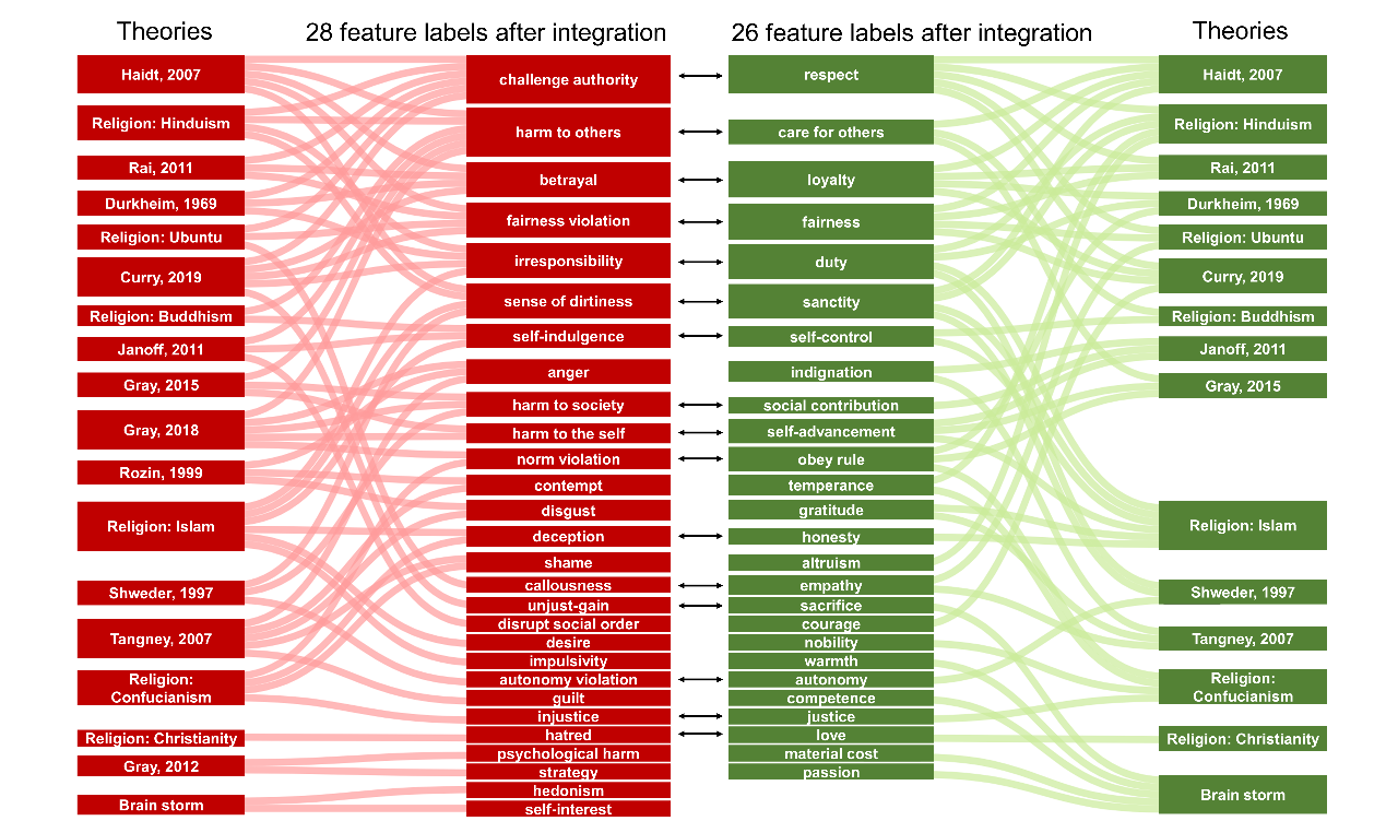 Theories
28 feature labels after integration
26 feature labels after integration
Theories
Haidt, 2007
Religion: Hinduism
Rai, 2011
Durkheim, 1969
Religion: Ubuntu
Curry, 2019
Religion: Buddhism
Janoff, 2011
Gray, 2015
Gray, 2018
Rozin, 1999
Religion: Islam
Shweder, 1997
Tangney, 2007
Religion:
Confucianism
Religion: Christianity
Gray, 2012
Brain storm
challenge authority
harm to others
betrayal
fairness violation
irresponsibility
sense of dirtiness
self-indulgence
anger
harm to society
harm to the self
norm violation
contempt
disgust
deception
shame
callousness
unjust-gain
disrupt social order
desire
impulsivity
autonomy violation
guilt
injustice
hatred
psychological harm
strategy
hedonism
self-interest
respect
care for others
loyalty
fairness
duty
sanctity
self-control
indignation
social contribution
self-advancement
obey rule
temperance
gratitude
honesty
altruism
empathy
sacrifice
courage
nobility
warmth
autonomy
competence
justice
love
material cost
passion
Haidt, 2007
Religion: Hinduism
Rai, 2011
Durkheim, 1969
Religion: Ubuntu
Curry, 2019
Religion: Buddhism
Janoff, 2011
Gray, 2015
Religion: Islam
Shweder, 1997
Tangney, 2007
Religion:
Confucianism
Religion: Christianity
Brain storm